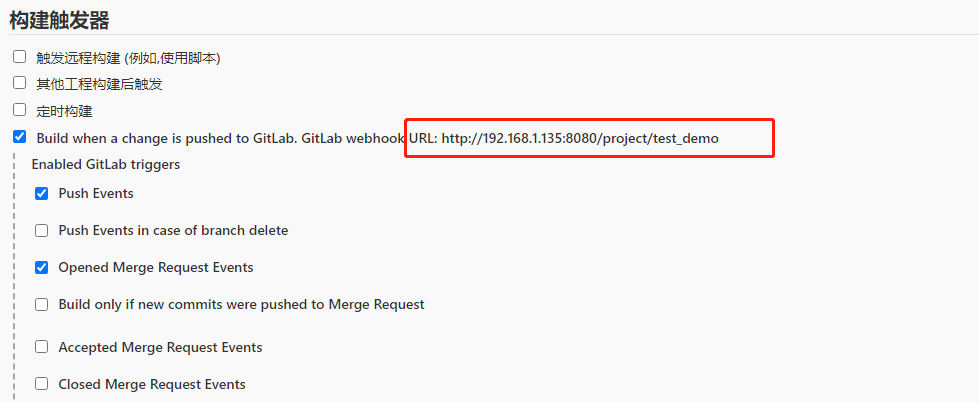 构建触发器
触发远程构建 (例如,使用脚本)
其他工程构建后触发
定时构建
Build when a change is pushed to GitLab. GitLab webhook URL: http://192.168.1.135:8080/project/test_demo
Enabled GitLab triggers
Push Events
Push Events in case of branch delete
Opened Merge Request Events
Build only if new commits were pushed to Merge Request
Accepted Merge Request Events
Closed Merge Request Events